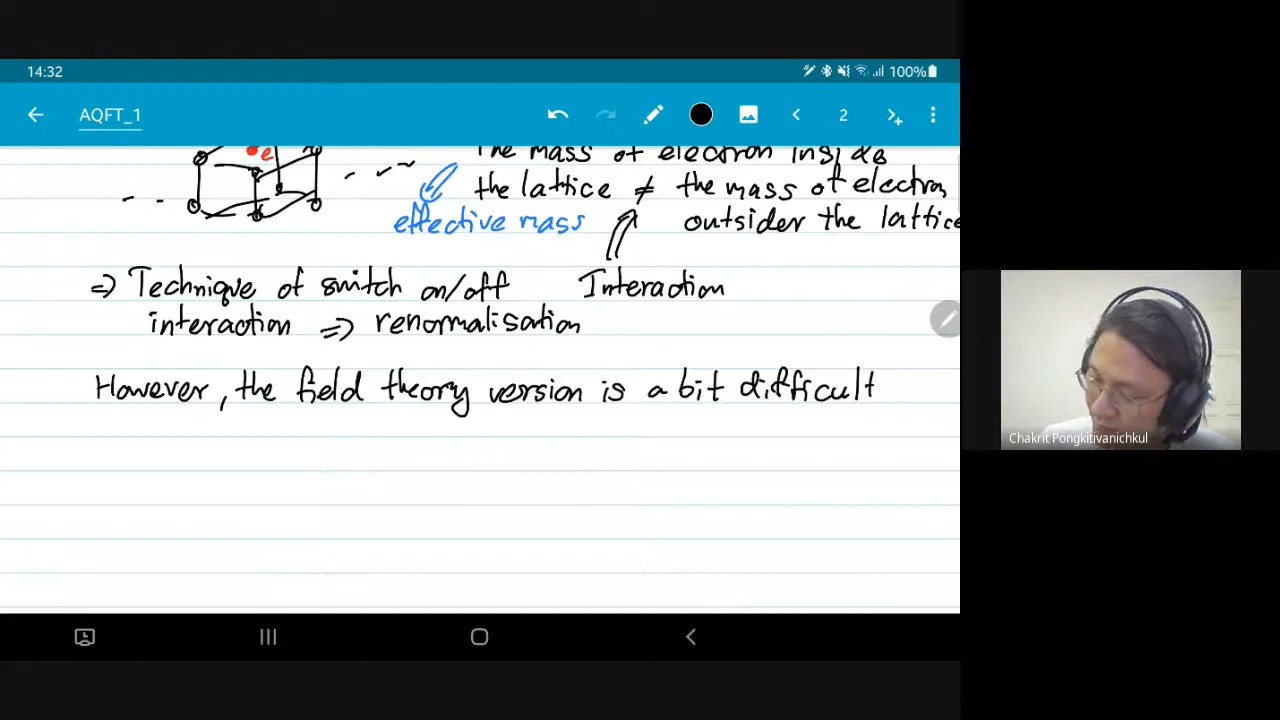 14:32
100%
AQFT_1
2
e
The mass of electron inside
the lattice ≠ the mass of electron
effective mass
outsider the lattice
⇒ Technique of switch on/off
Interaction
interaction ⇒ renormalisation
However, the field theory version is a bit difficult
Chakrit Pongkitivanichkul